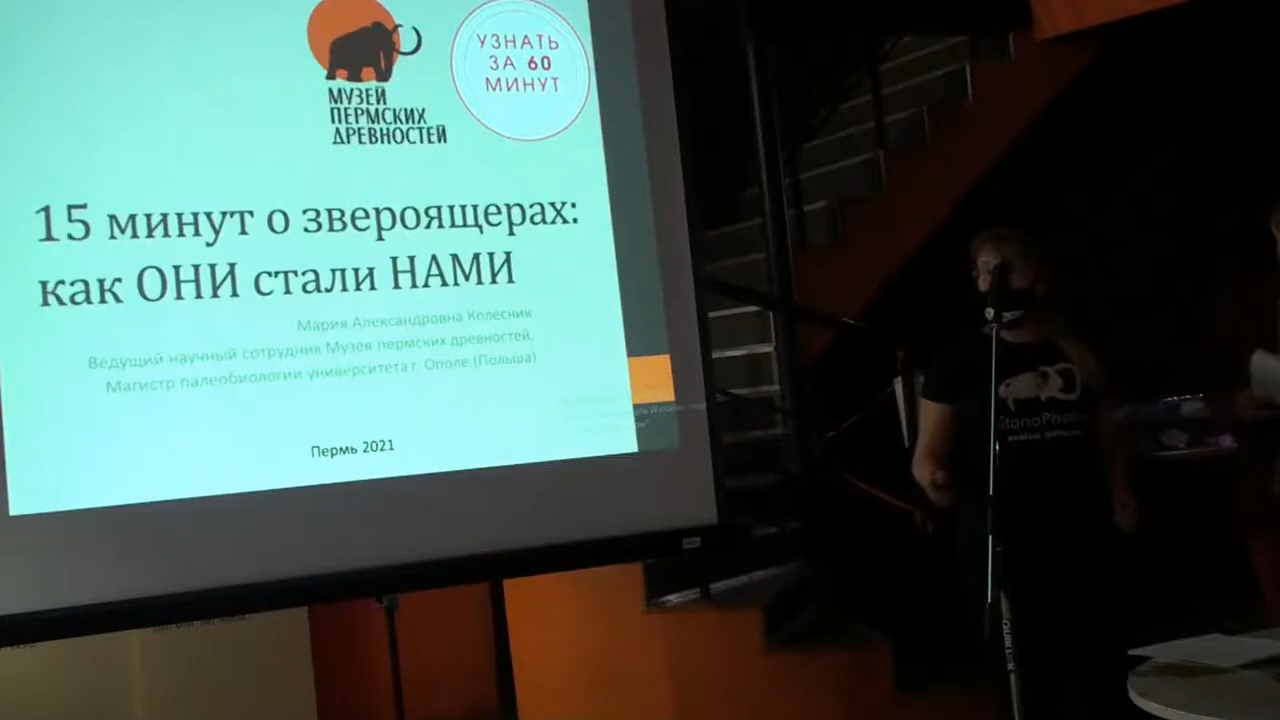 МУЗЕЙ
ПЕРМСКИХ
ДРЕВНОСТЕЙ
УЗНАТЬ
ЗА 60
МИНУТ
15 минут о звероящерах:
как ОНИ стали НАМИ
Мария Александровна Колесник
Ведущий научный сотрудник Музея пермских древностей,
Магистр палеобиологии университета г. Ополе (Польша)
Пермь 2021